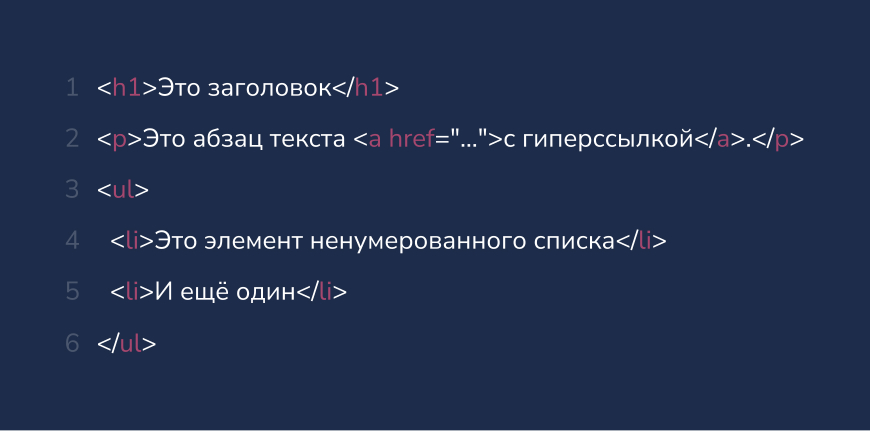 1 <h1>Это заголовок</h1>
2 <p>Это абзац текста <a href="...">с гиперссылкой</a>.</p>
3 <ul>
4 <li>Это элемент ненумерованного списка</li>
5 <li>И ещё один</li>
6 </ul>